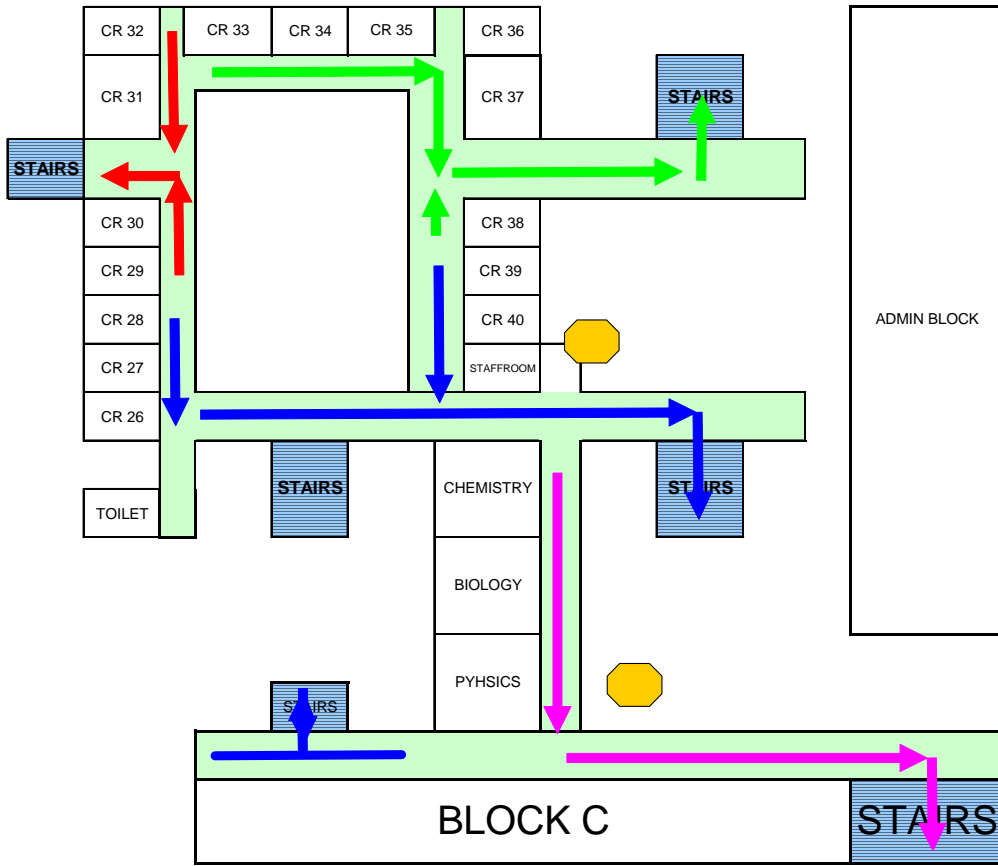 CR 32
CR 33
CR 34
CR 35
CR 36
CR 31
CR 37
STAIRS
STAIRS
CR 30
CR 38
CR 29
CR 39
CR 28
CR 40
ADMIN BLOCK
CR 27
STAFFROOM
CR 26
STAIRS
CHEMISTRY
STAIRS
TOILET
BIOLOGY
PYHSICS
STAIRS
BLOCK C
STAIRS